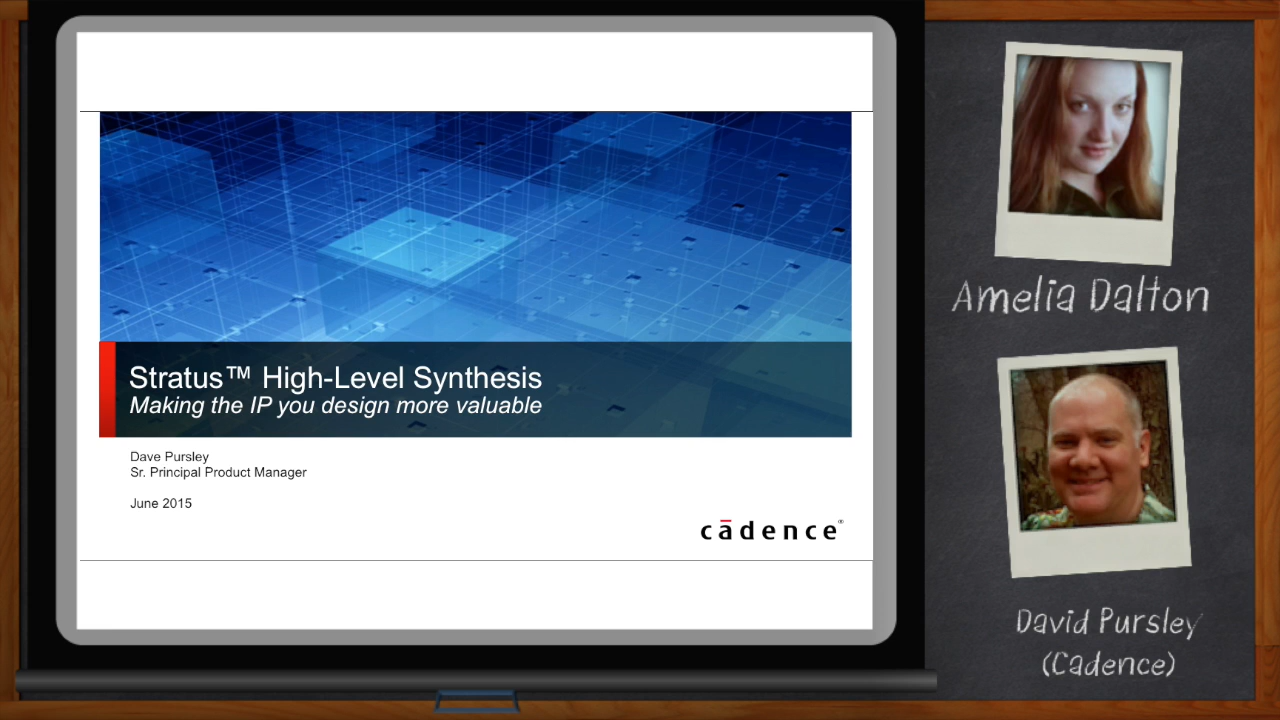 Stratus™ High-Level Synthesis
Making the IP you design more valuable
Dave Pursley
Sr. Principal Product Manager
June 2015
cādence®
Amelia Dalton
David Pursley
(Cadence)